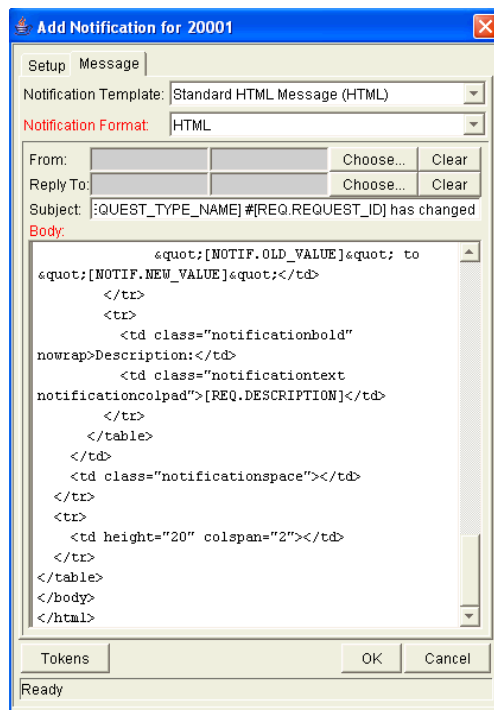 Add Notification for 20001
Setup Message
Notification Template: Standard HTML Message (HTML)
Notification Format: HTML
From: Choose... Clear
Reply To: Choose... Clear
Subject: QUEST_TYPE_NAME] #[REQ.REQUEST_ID] has changed
Body:
&quot;[NOTIF.OLD_VALUE]&quot; to
&quot;[NOTIF.NEW_VALUE]&quot;</td>
</tr>
<tr>
<td class="notificationbold"
nowrap>Description:</td>
<td class="notificationtext
notificationcolpad">[REQ.DESCRIPTION]</td>
</tr>
</table>
</td>
<td class="notificationspace"></td>
</tr>
<tr>
<td height="20" colspan="2"></td>
</tr>
</table>
</body>
</html>
Tokens OK Cancel
Ready